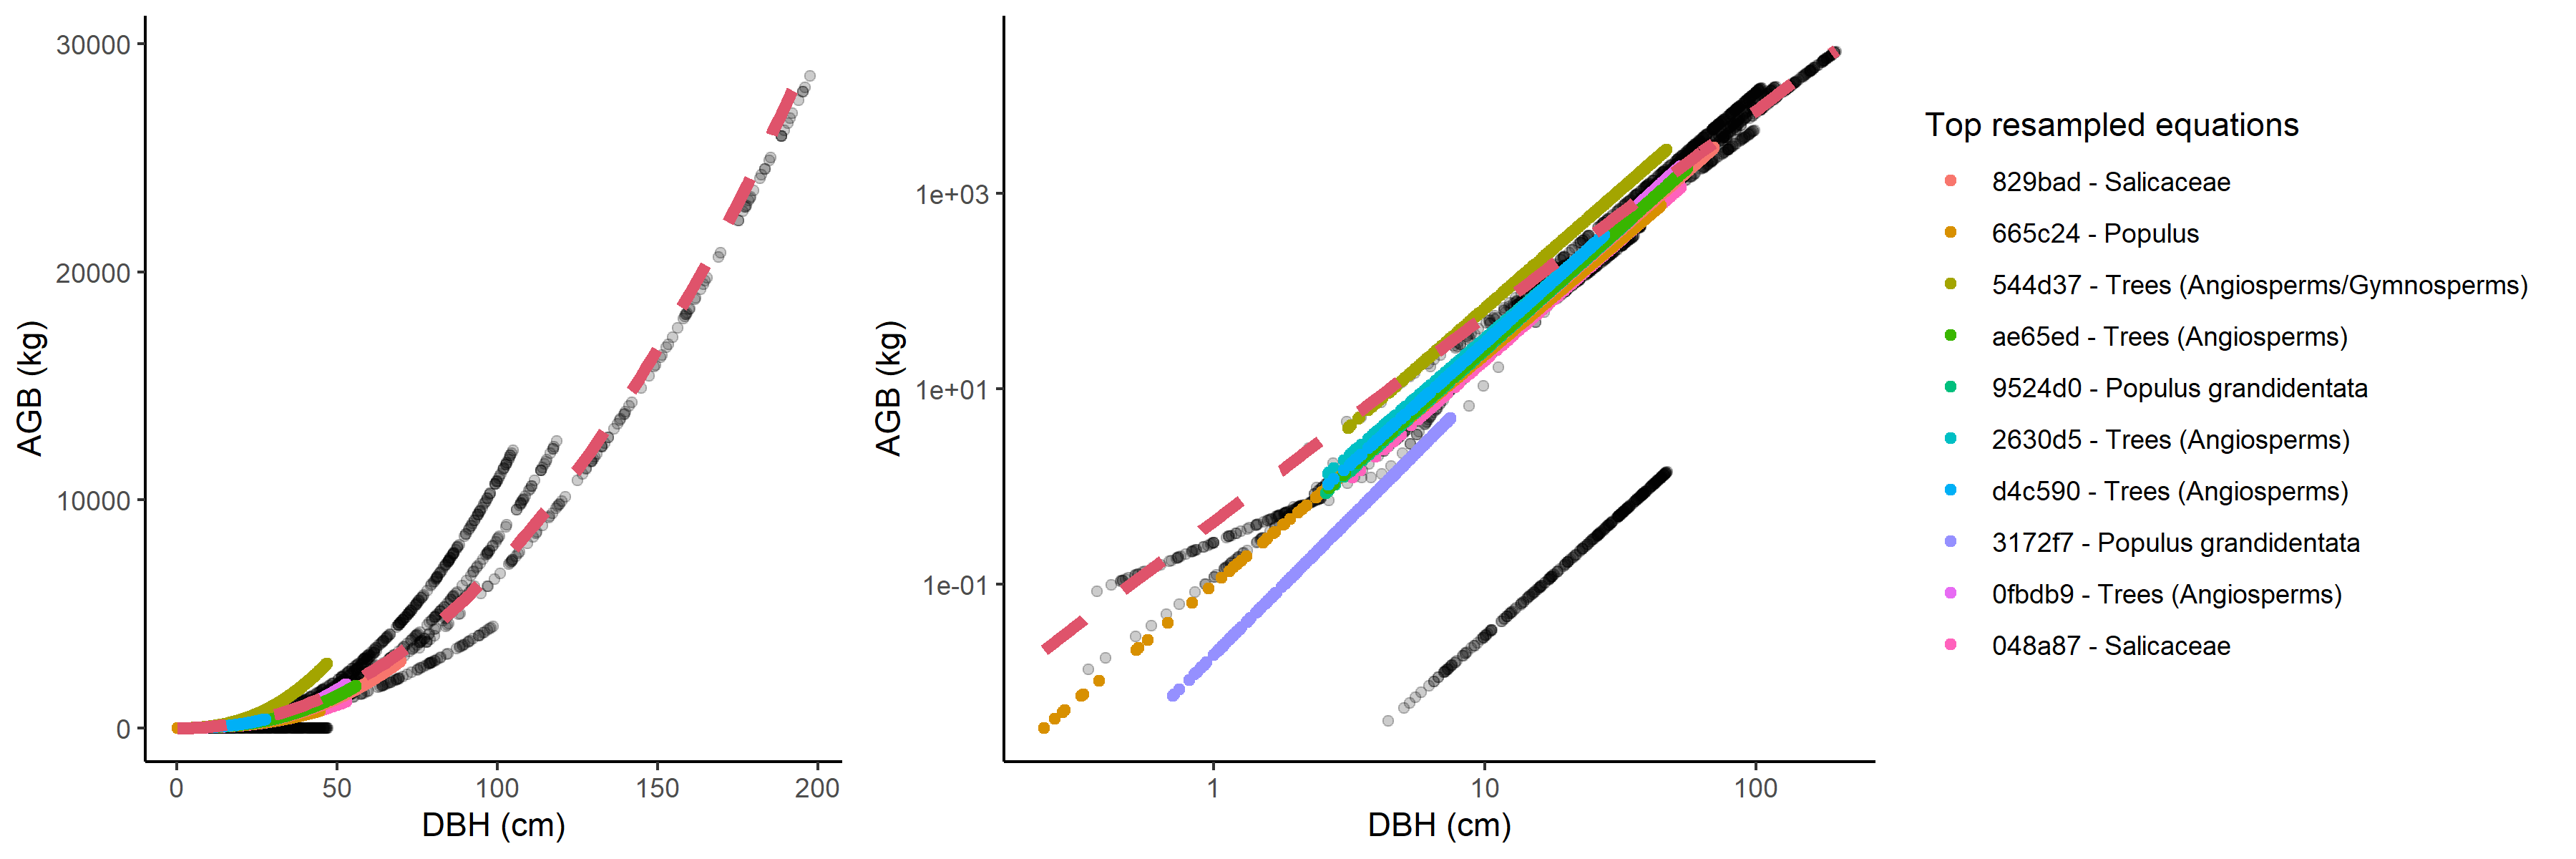 30000
20000
10000
0
AGB (kg)
0 50 100 150 200
DBH (cm)
1e+03
1e+01
1e-01
AGB (kg)
1 10 100
DBH (cm)
Top resampled equations
829bad - Salicaceae
665c24 - Populus
544d37 - Trees (Angiosperms/Gymnosperms)
ae65ed - Trees (Angiosperms)
9524d0 - Populus grandidentata
2630d5 - Trees (Angiosperms)
d4c590 - Trees (Angiosperms)
3172f7 - Populus grandidentata
0fbdb9 - Trees (Angiosperms)
048a87 - Salicaceae